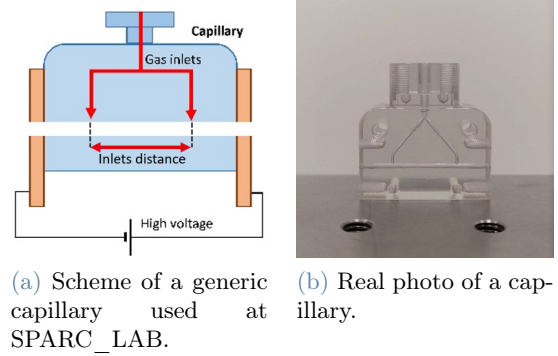 Capillary
Gas inlets
Inlets distance
High voltage
(a) Scheme of a generic
capillary used at
SPARC_LAB.
(b) Real photo of a cap-
illary.